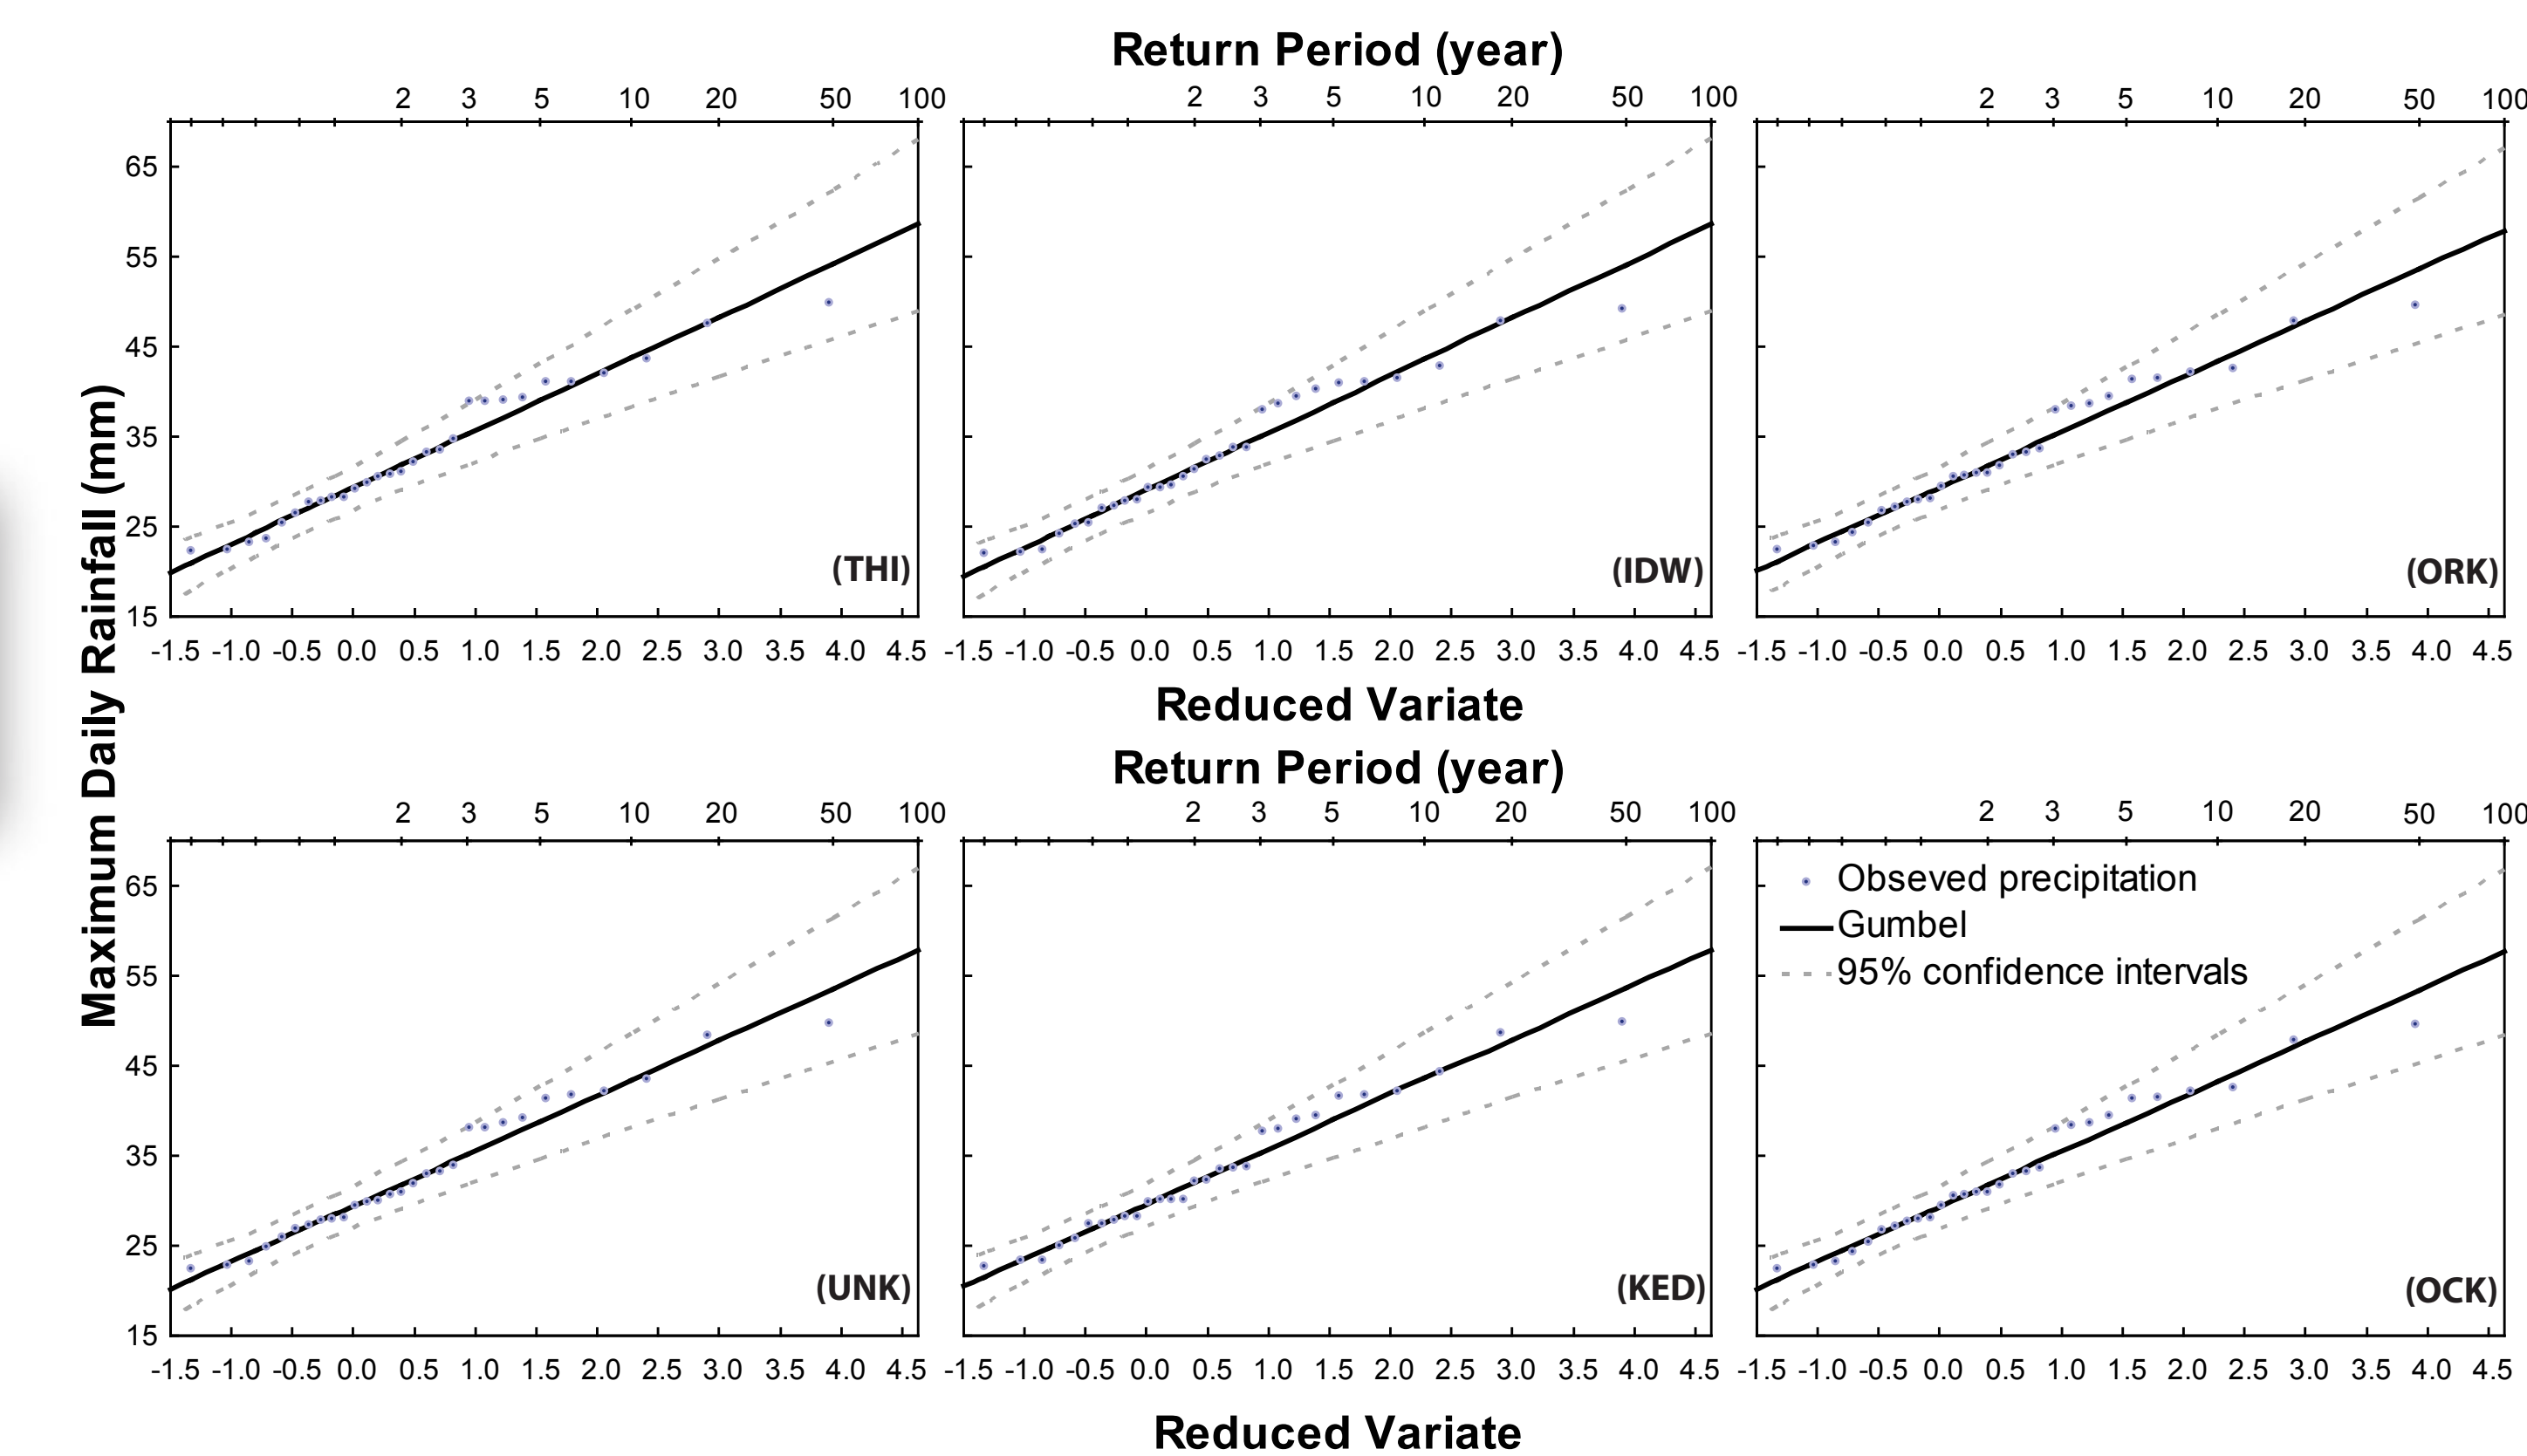 Return Period (year)
2 3 5 10 20 50 100
2 3 5 10 20 50 100
2 3 5 10 20 50 100
Maximum Daily Rainfall (mm)
65
55
45
35
25
15
(THI)
(IDW)
(ORK)
-1.5 -1.0 -0.5 0.0 0.5 1.0 1.5 2.0 2.5 3.0 3.5 4.0 4.5
-1.5 -1.0 -0.5 0.0 0.5 1.0 1.5 2.0 2.5 3.0 3.5 4.0 4.5
-1.5 -1.0 -0.5 0.0 0.5 1.0 1.5 2.0 2.5 3.0 3.5 4.0 4.5
Reduced Variate
Return Period (year)
2 3 5 10 20 50 100
2 3 5 10 20 50 100
2 3 5 10 20 50 100
65
55
45
35
25
15
Obseved precipitation
Gumbel
95% confidence intervals
(UNK)
(KED)
(OCK)
-1.5 -1.0 -0.5 0.0 0.5 1.0 1.5 2.0 2.5 3.0 3.5 4.0 4.5
-1.5 -1.0 -0.5 0.0 0.5 1.0 1.5 2.0 2.5 3.0 3.5 4.0 4.5
-1.5 -1.0 -0.5 0.0 0.5 1.0 1.5 2.0 2.5 3.0 3.5 4.0 4.5
Reduced Variate